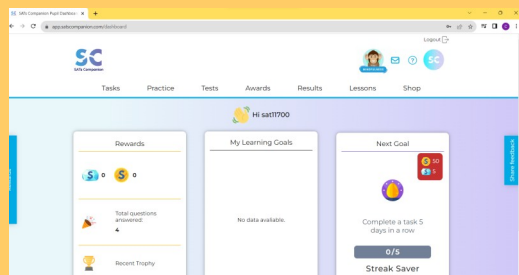 SATs Companion Pupil Dashboa
app.satscompanion.com/dashboard
Logout
SC
SATs Companion
SC
Tasks Practice Tests Awards Results Lessons Shop
Hi sat11700
Rewards
S 0 S 0
Total questions answered:
4
Recent Trophy
My Learning Goals
No data available.
Next Goal
S 50
S 5
Complete a task 5
days in a row
0/5
Streak Saver
Share feedback